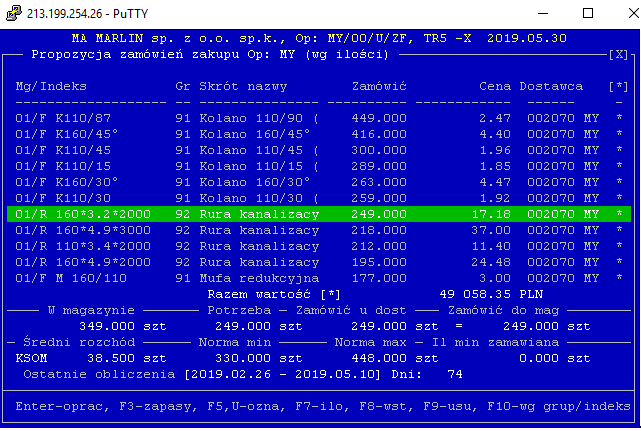 213.199.254.26 - PuTTY
MA MARLIN sp. z o.o. sp.k., Op: MY/00/U/ZF, TR5 -X 2019.05.30
Propozycja zamówień zakupu Op: MY (wg ilości) [X]
Mg/Indeks Gr Skrót nazwy Zamówić Cena Dostawca [*]
01/F K110/87 91 Kolano 110/90 ( 449.000 2.47 002070 MY *
01/F K160/45° 91 Kolano 160/45° 416.000 4.40 002070 MY *
01/F K110/45 91 Kolano 110/45 ( 300.000 1.96 002070 MY *
01/F K110/15 91 Kolano 110/15 ( 289.000 1.85 002070 MY *
01/F K160/30° 91 Kolano 160/30° 263.000 4.47 002070 MY *
01/F K110/30 91 Kolano 110/30 ( 259.000 1.92 002070 MY *
01/R 160*3.2*2000 92 Rura kanalizacy 249.000 17.18 002070 MY *
01/R 160*4.9*3000 92 Rura kanalizacy 218.000 37.00 002070 MY *
01/R 110*3.4*2000 92 Rura kanalizacy 212.000 11.40 002070 MY *
01/R 160*4.9*2000 92 Rura kanalizacy 195.000 24.48 002070 MY *
01/F M 160/110 91 Mufa redukcyjna 177.000 3.00 002070 MY *
Razem wartość [*] 49 058.35 PLN
W magazynie Potrzeba Zamówić u dost Zamówić do mag
349.000 szt 249.000 szt 249.000 szt = 249.000 szt
Średni rozchód Norma min Norma max Il min zamawiana
KSOM 38.500 szt 330.000 szt 448.000 szt 0.000 szt
Ostatnie obliczenia [2019.02.26 - 2019.05.10] Dni: 74
Enter-oprac, F3-zapasy, F5,U-ozna, F7-ilo, F8-wst, F9-usu, F10-wg grup/indeks